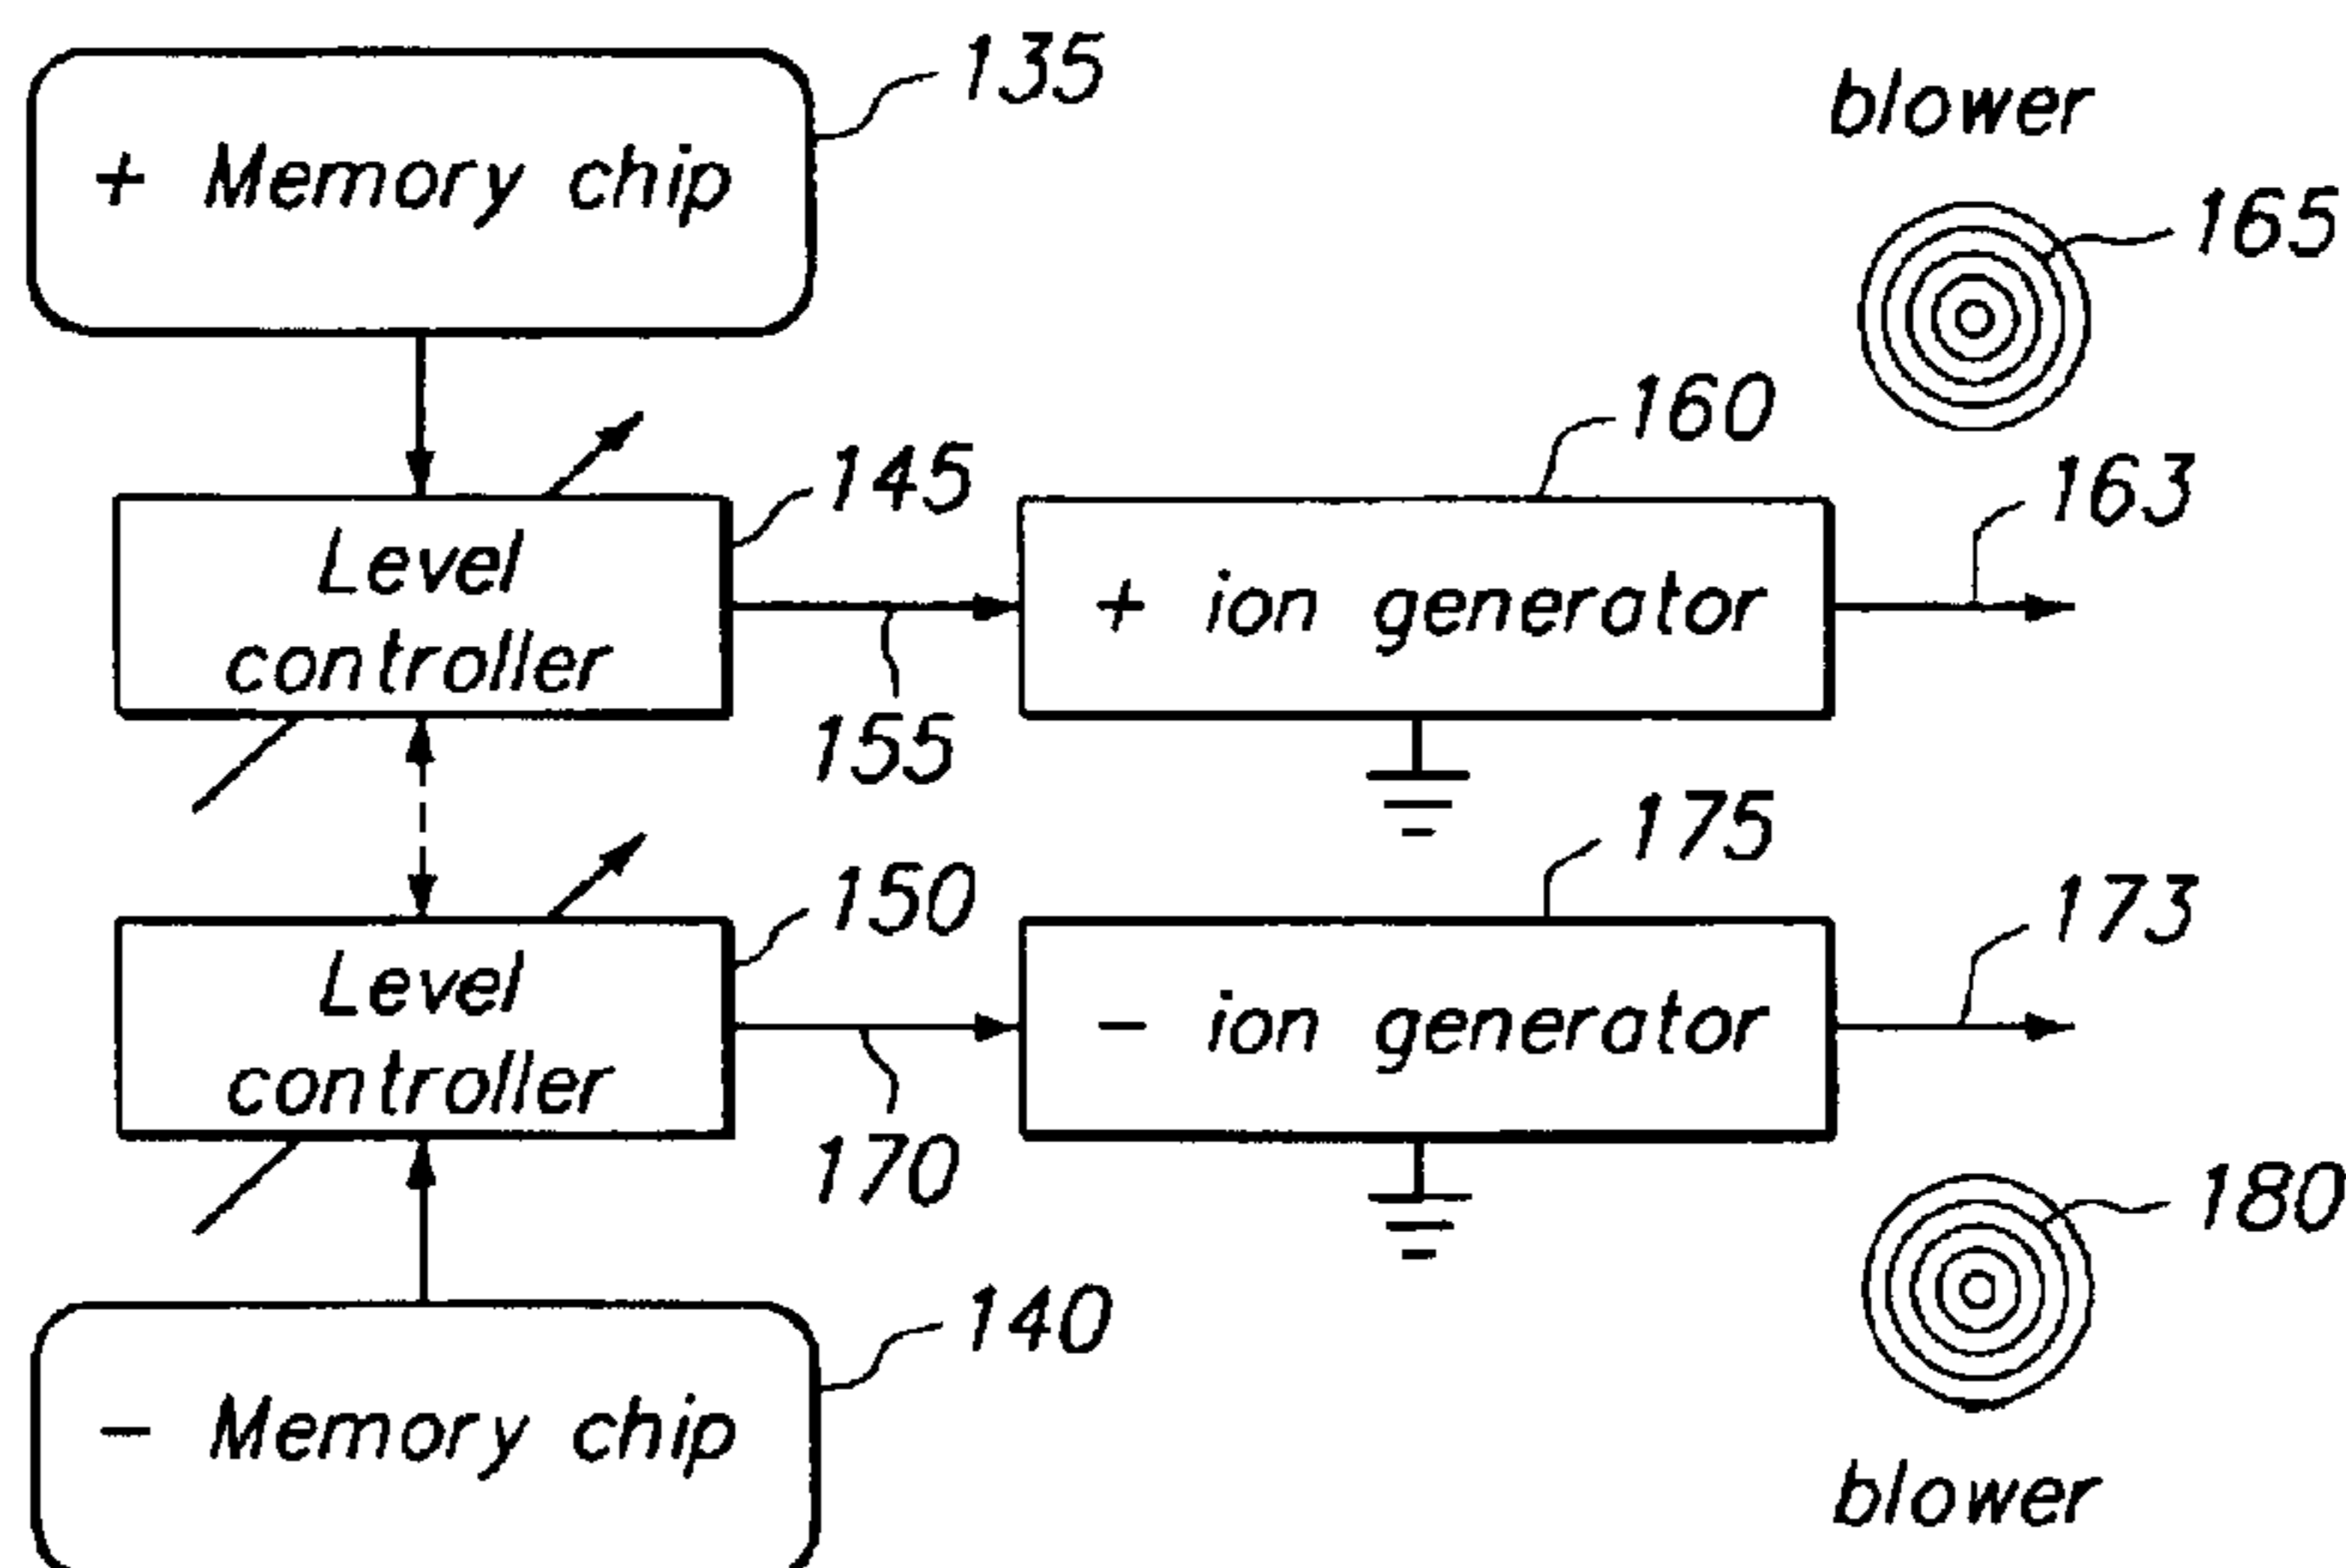 135
+ Memory chip
blower
165
145
160
163
Level
controller
+ ion generator
155
150
175
173
Level
controller
- ion generator
170
180
140
- Memory chip
blower